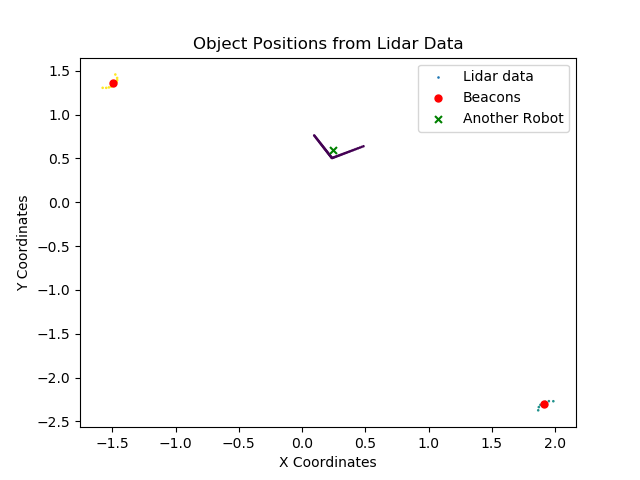 Object Positions from Lidar Data
Lidar data
Beacons
Another Robot
1.5
1.0
0.5
0.0
−0.5
−1.0
−1.5
−2.0
−2.5
Y Coordinates
−1.5 −1.0 −0.5 0.0 0.5 1.0 1.5 2.0
X Coordinates